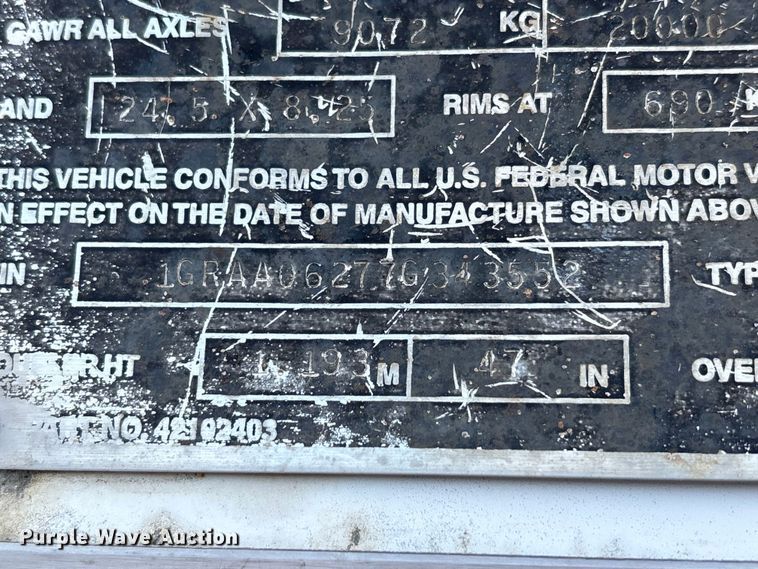 GAWR ALL AXLES 9072 KG 20000
AND 24.5 X 8.25 RIMS AT 690 K
THIS VEHICLE CONFORMS TO ALL U.S. FEDERAL MOTOR V
N EFFECT ON THE DATE OF MANUFACTURE SHOWN ABOV
IN 1GRAA06277G343552 TYP
HT 1.193 M 47 IN OVE
PART NO. 42102403
Purple Wave Auction